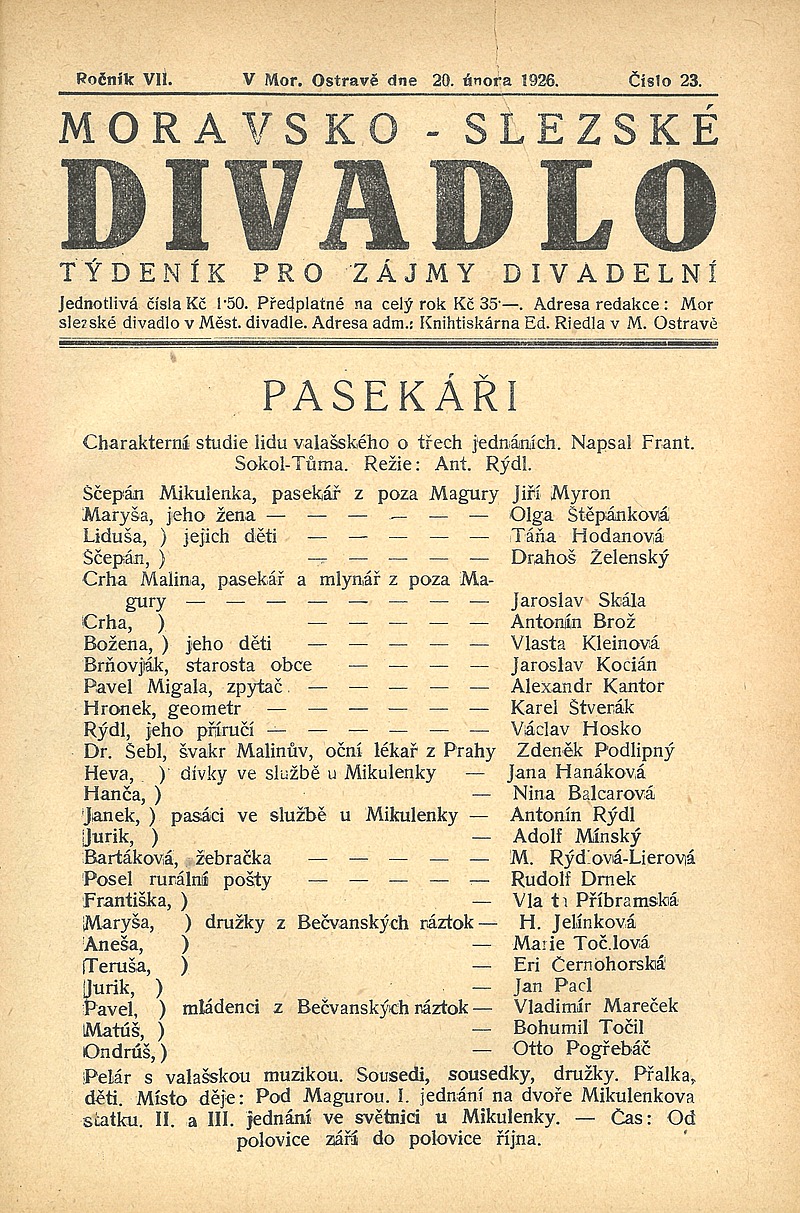 Ročník VII. V Mor. Ostravě dne 20. února 1926. Číslo 23.
MORAVSKO - SLEZSKÉ
DIVADLO
TÝDENÍK PRO ZÁJMY DIVADELNÍ
Jednotlivá čísla Kč 1·50. Předplatné na celý rok Kč 35·—. Adresa redakce: Mor
slezské divadlo v Měst. divadle. Adresa adm.: Knihtiskárna Ed. Riedla v M. Ostravě
PASEKÁŘI
Charakterní studie lidu valašského o třech jednáních. Napsal Frant.
Sokol-Tůma. Režie: Ant. Rýdl.
Ščepán Mikulenka, pasekář z poza Magury Jiří Myron
Maryša, jeho žena — — — — — — Olga Štěpánková
Liduša, ) jejich děti — — — — — Táňa Hodanová
Ščepán, ) — — — — — Drahoš Želenský
Crha Malina, pasekář a mlynář z poza Ma-
gury — — — — — — — — Jaroslav Skála
Crha, ) — — — — — Antonín Brož
Božena, ) jeho děti — — — — — Vlasta Kleinová
Brňovják, starosta obce — — — — Jaroslav Kocián
Pavel Migala, zpytač — — — — — Alexandr Kantor
Hronek, geometr — — — — — — Karel Štverák
Rýdl, jeho příručí — — — — — — Václav Hosko
Dr. Šebl, švakr Malinův, oční lékař z Prahy Zdeněk Podlipný
Heva, ) dívky ve službě u Mikulenky — Jana Hanáková
Hanča, ) — Nina Balcarová
Janek, ) pasáci ve službě u Mikulenky — Antonín Rýdl
Jurik, ) — Adolf Mínský
Bartáková, žebračka — — — — — M. Rýd:ová-Lierová
Posel rurální pošty — — — — — Rudolf Drnek
Františka, ) — Vla t) Příbramská
Maryša, ) družky z Bečvanských ráztok — H. Jelínková
Aneša, ) — Marie Toč.lová
Teruša, ) — Eri Černohorská
Jurik, ) — Jan Pacl
Pavel, ) mládenci z Bečvanských ráztok — Vladimír Mareček
Matúš, ) — Bohumil Točil
Ondrúš,) — Otto Pogřebáč
Pelár s valašskou muzikou. Sousedi, sousedky, družky. Přalka,
děti. Místo děje: Pod Magurou. I. jednání na dvoře Mikulenkova
statku. II. a III. jednání ve světnici u Mikulenky. — Čas: Od
polovice září do polovice října.